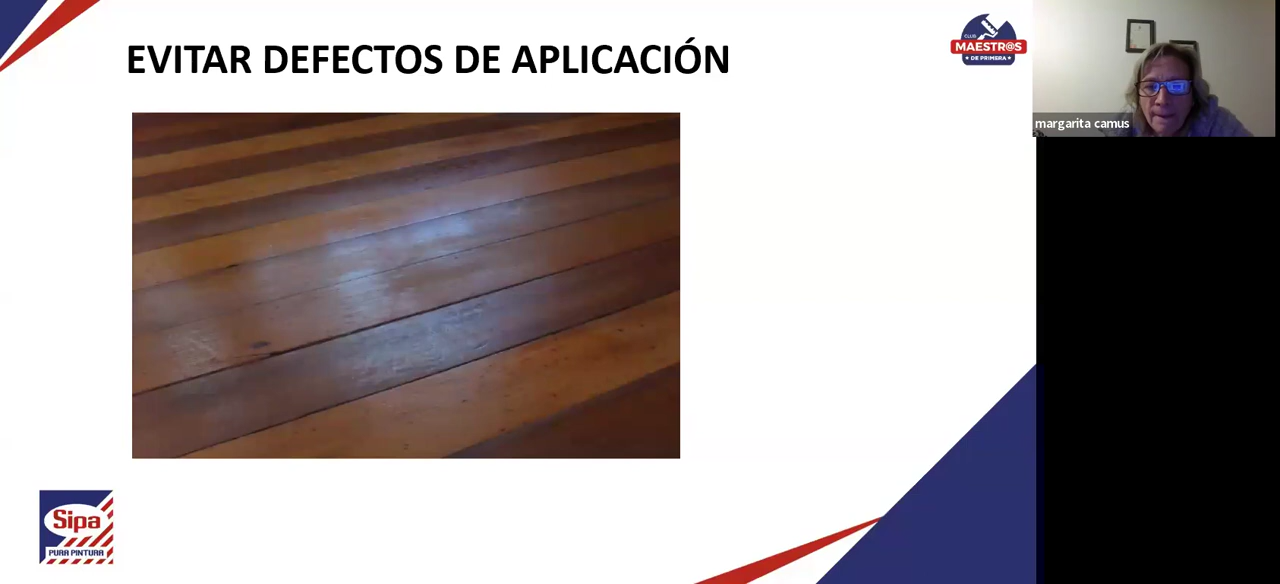 EVITAR DEFECTOS DE APLICACIÓN
CLUB
MAESTR@S
DE PRIMERA
margarita camus
Sipa
PURA PINTURA